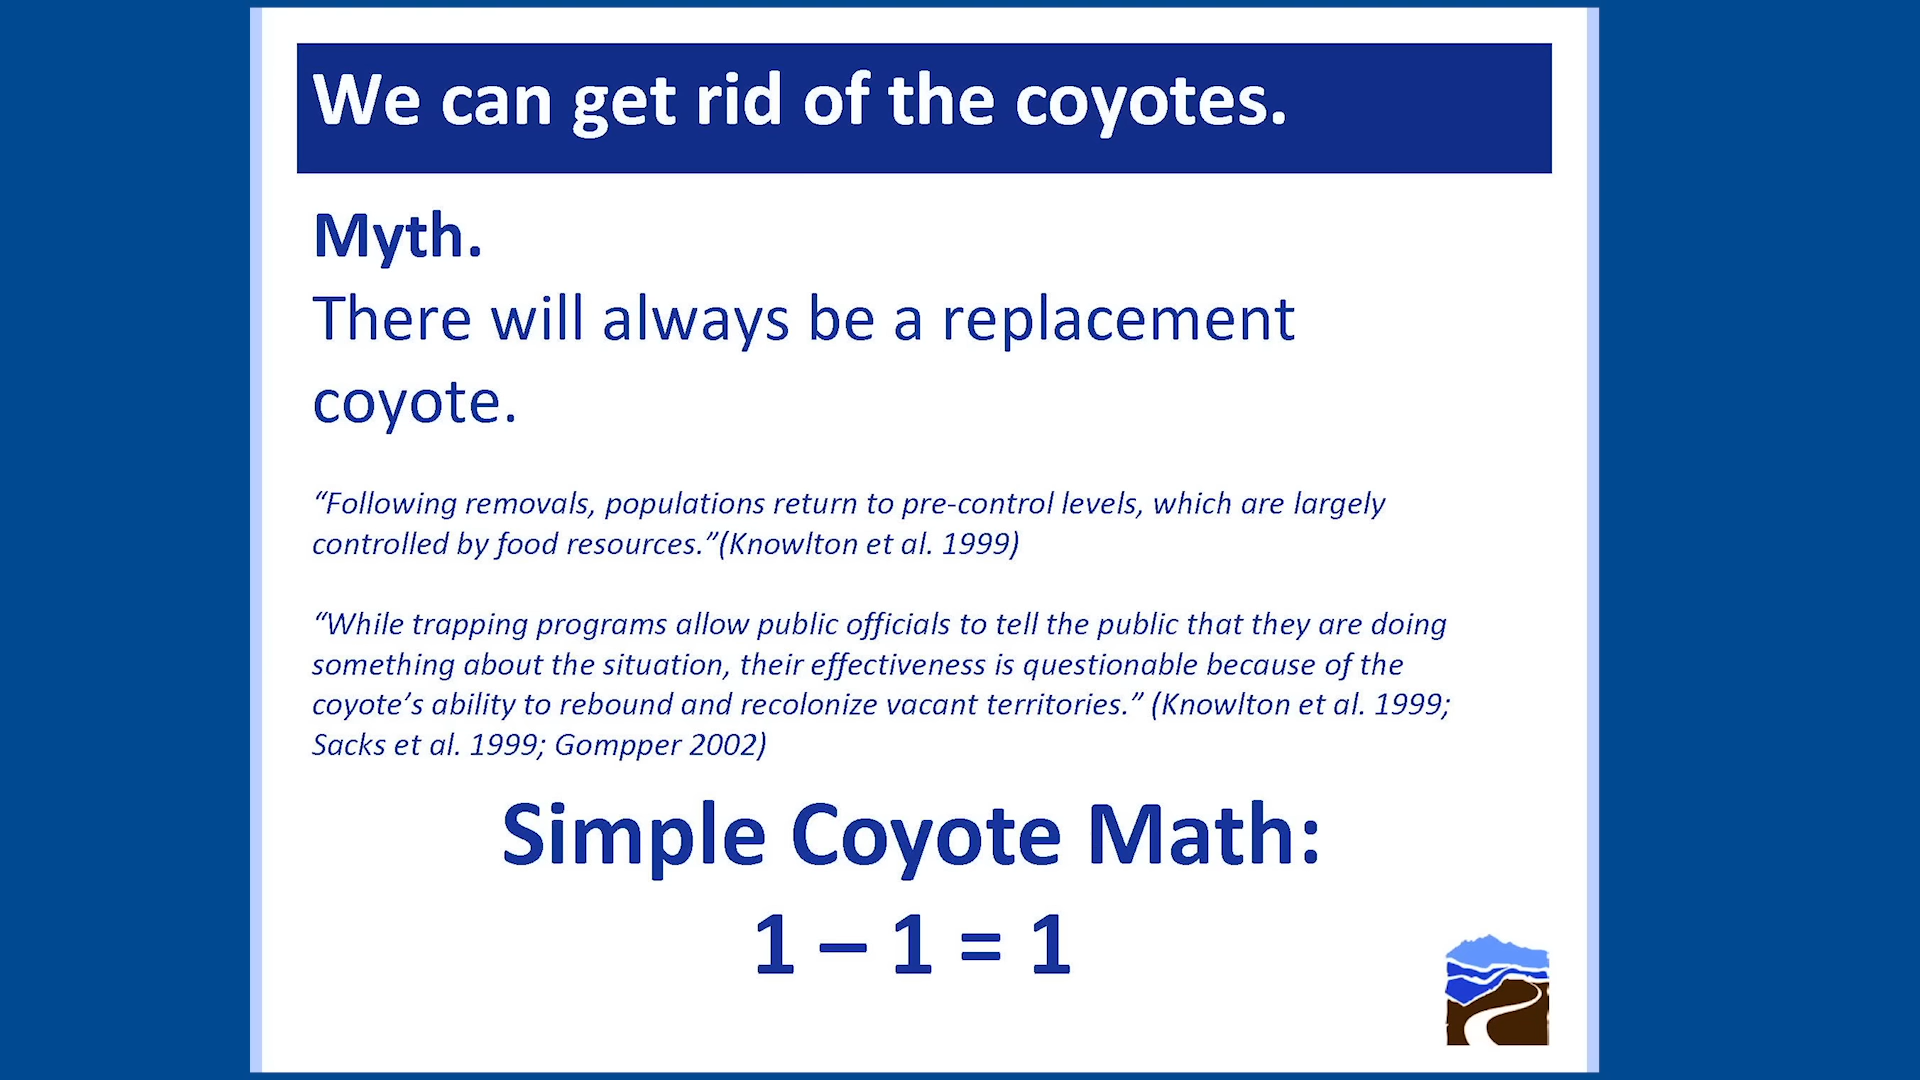 We can get rid of the coyotes.
Myth.
There will always be a replacement
coyote.
“Following removals, populations return to pre-control levels, which are largely
controlled by food resources.”(Knowlton et al. 1999)
“While trapping programs allow public officials to tell the public that they are doing
something about the situation, their effectiveness is questionable because of the
coyote’s ability to rebound and recolonize vacant territories.” (Knowlton et al. 1999;
Sacks et al. 1999; Gompper 2002)
Simple Coyote Math:
1 – 1 = 1